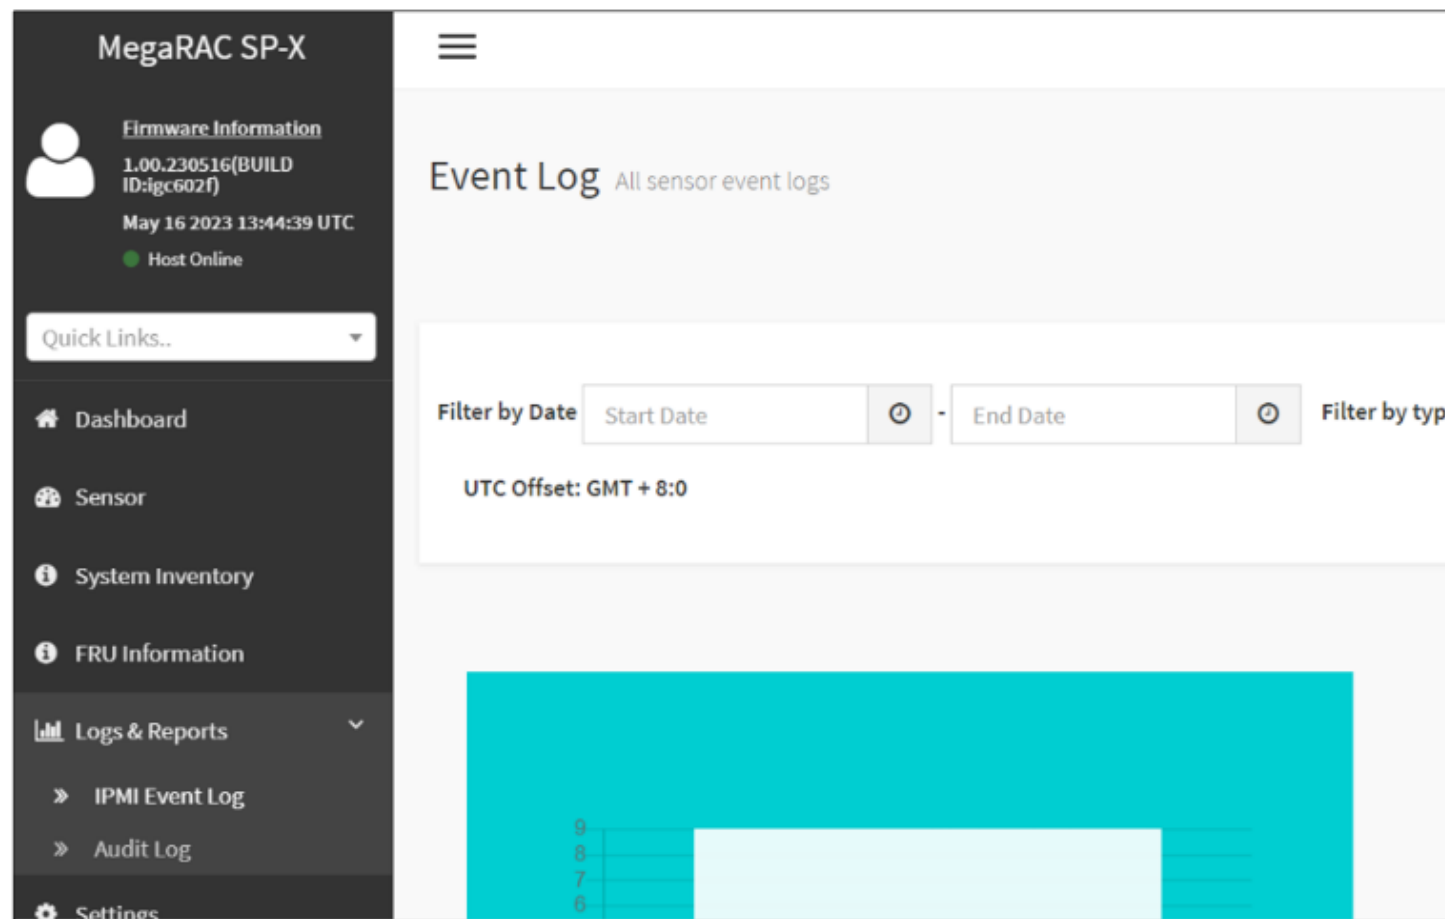 MegaRAC SP-X
Firmware Information
1.00.230516(BUILD
ID:igc602f)
May 16 2023 13:44:39 UTC
Host Online
Quick Links..
Dashboard
Sensor
System Inventory
FRU Information
Logs & Reports
IPMI Event Log
Audit Log
Settings
Event Log All sensor event logs
Filter by Date Start Date - End Date Filter by typ
UTC Offset: GMT + 8:0
9
8
7
6